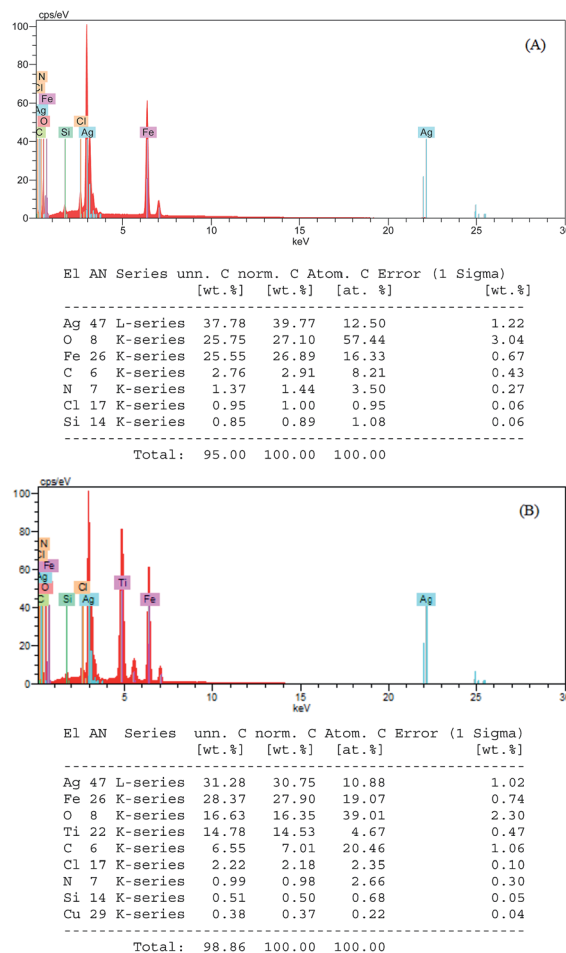 cps/eV
(A)
100
80
60
40
20
0
N
Cl
Fe
Ag
O
Cl
C
Si
Ag
Fe
Ag
5
10
15
20
25
30
keV
El AN Series unn. C norm. C Atom. C Error (1 Sigma)
[wt.%] [wt.%] [at. %] [wt.%]
Ag 47 L-series 37.78 39.77 12.50 1.22
O 8 K-series 25.75 27.10 57.44 3.04
Fe 26 K-series 25.55 26.89 16.33 0.67
C 6 K-series 2.76 2.91 8.21 0.43
N 7 K-series 1.37 1.44 3.50 0.27
Cl 17 K-series 0.95 1.00 0.95 0.06
Si 14 K-series 0.85 0.89 1.08 0.06
Total: 95.00 100.00 100.00
cps/eV
(B)
100
80
60
40
20
0
N
Cl
Fe
Ag
Ti
O
Cl
C
Si
Ag
Fe
Ag
5
10
15
20
25
30
keV
El AN Series unn. C norm. C Atom. C Error (1 Sigma)
[wt.%] [wt.%] [at.%] [wt.%]
Ag 47 L-series 31.28 30.75 10.88 1.02
Fe 26 K-series 28.37 27.90 19.07 0.74
O 8 K-series 16.63 16.35 39.01 2.30
Ti 22 K-series 14.78 14.53 4.67 0.47
C 6 K-series 6.55 7.01 20.46 1.06
Cl 17 K-series 2.22 2.18 2.35 0.10
N 7 K-series 0.99 0.98 2.66 0.30
Si 14 K-series 0.51 0.50 0.68 0.05
Cu 29 K-series 0.38 0.37 0.22 0.04
Total: 98.86 100.00 100.00